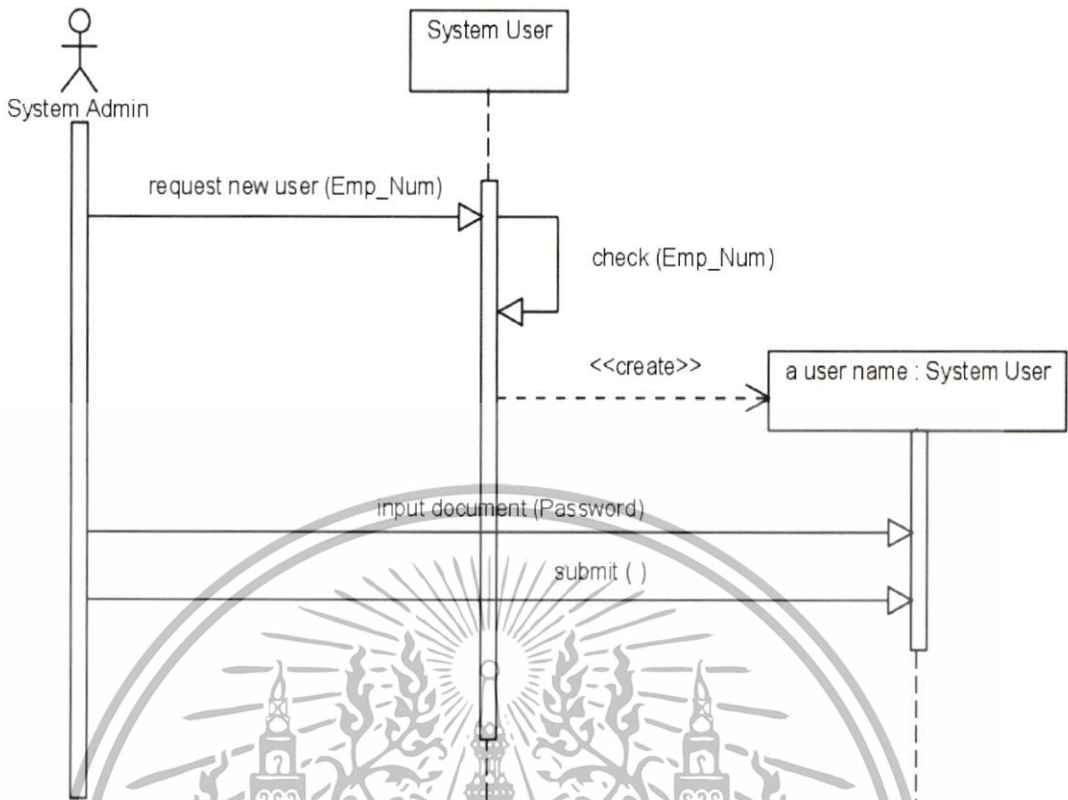 System User
System Admin
request new user (Emp_Num)
check (Emp_Num)
<<create>>
a user name : System User
input document (Password)
submit ( )